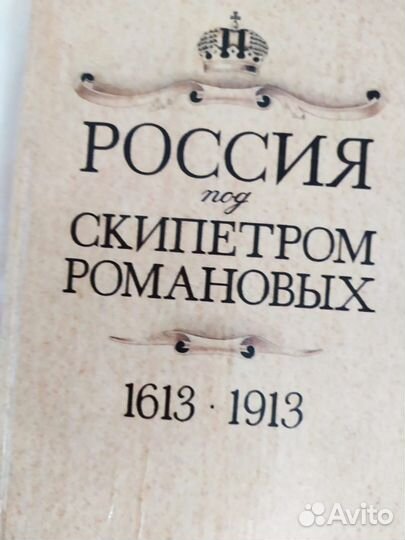 РОССИЯ
под
СКИПЕТРОМ
РОМАНОВЫХ
1613 · 1913
Avito